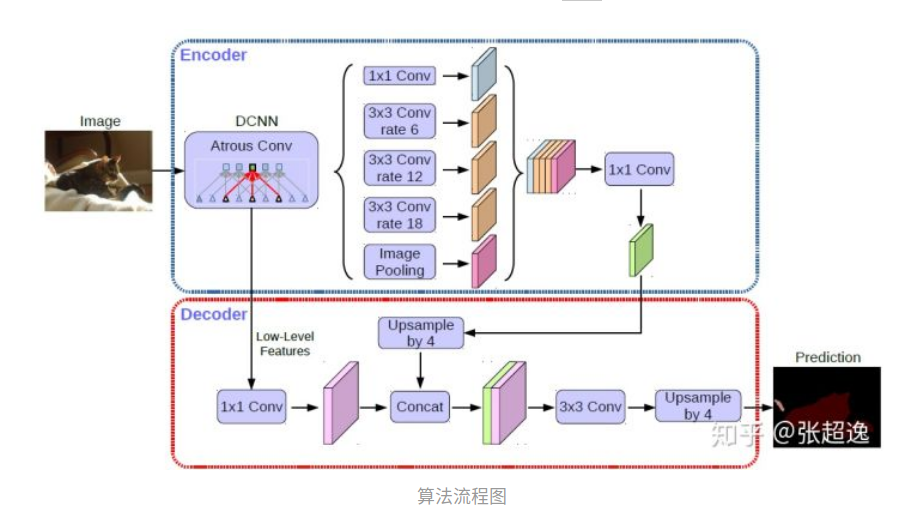 Encoder
Image
DCNN
Atrous Conv
1x1 Conv
3x3 Conv
rate 6
3x3 Conv
rate 12
3x3 Conv
rate 18
Image
Pooling
1x1 Conv
Decoder
Low-Level
Features
Upsample
by 4
1x1 Conv
Concat
3x3 Conv
Upsample
by 4
Prediction
知乎 @张超逸
算法流程图